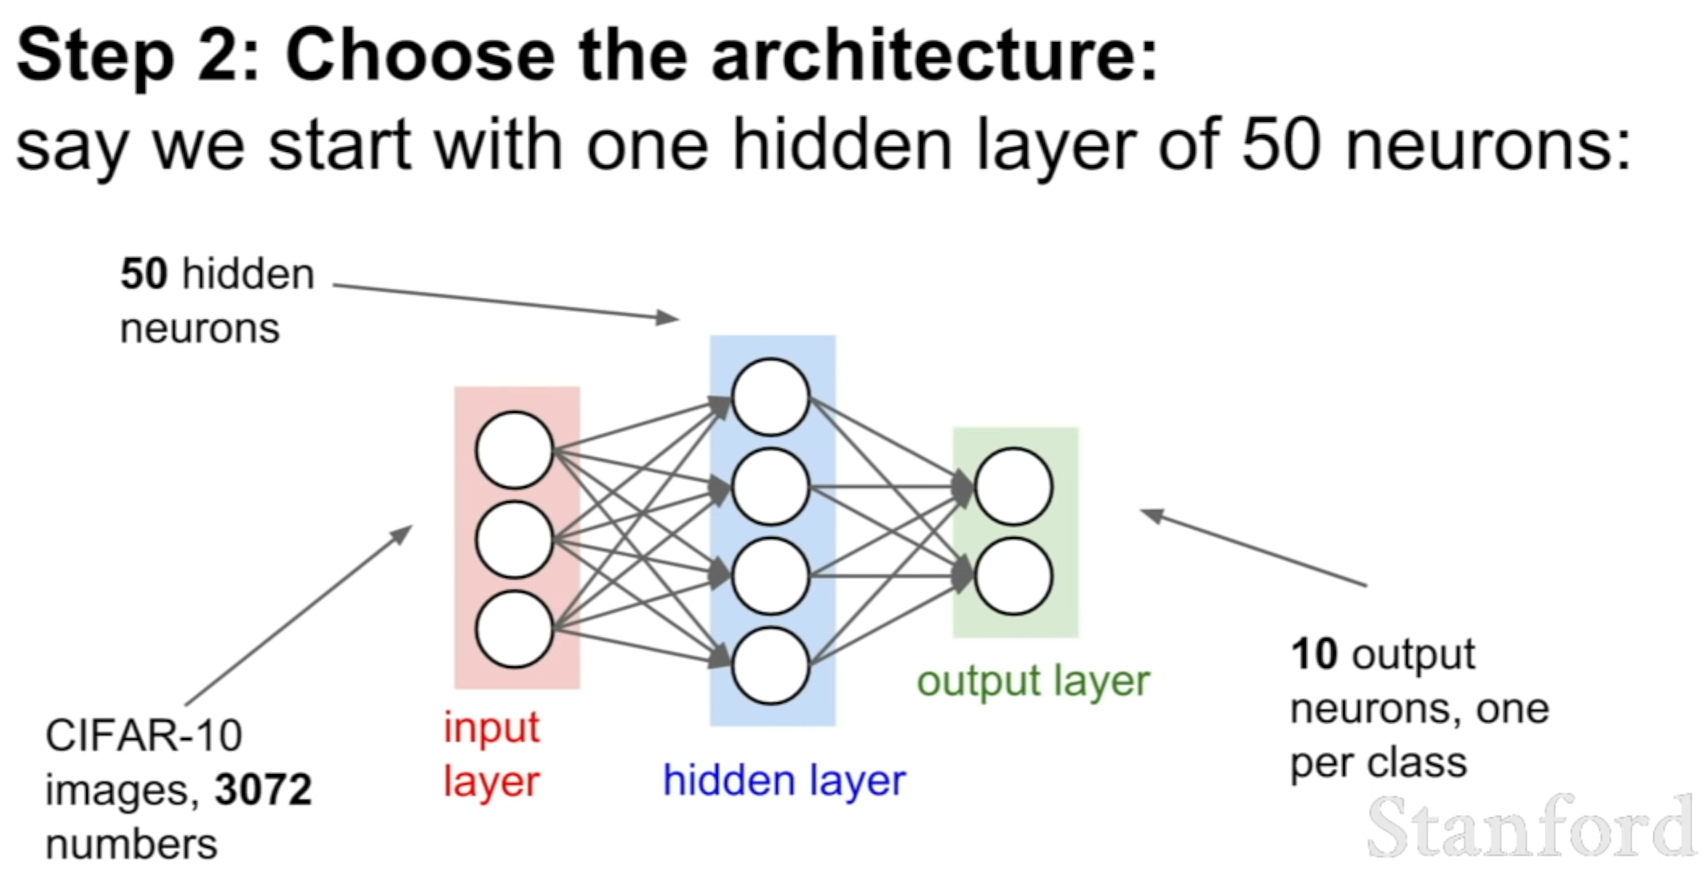 Step 2: Choose the architecture:
say we start with one hidden layer of 50 neurons:
50 hidden
neurons
CIFAR-10
images, 3072
numbers
input
layer
hidden layer
output layer
10 output
neurons, one
per class
Stanford